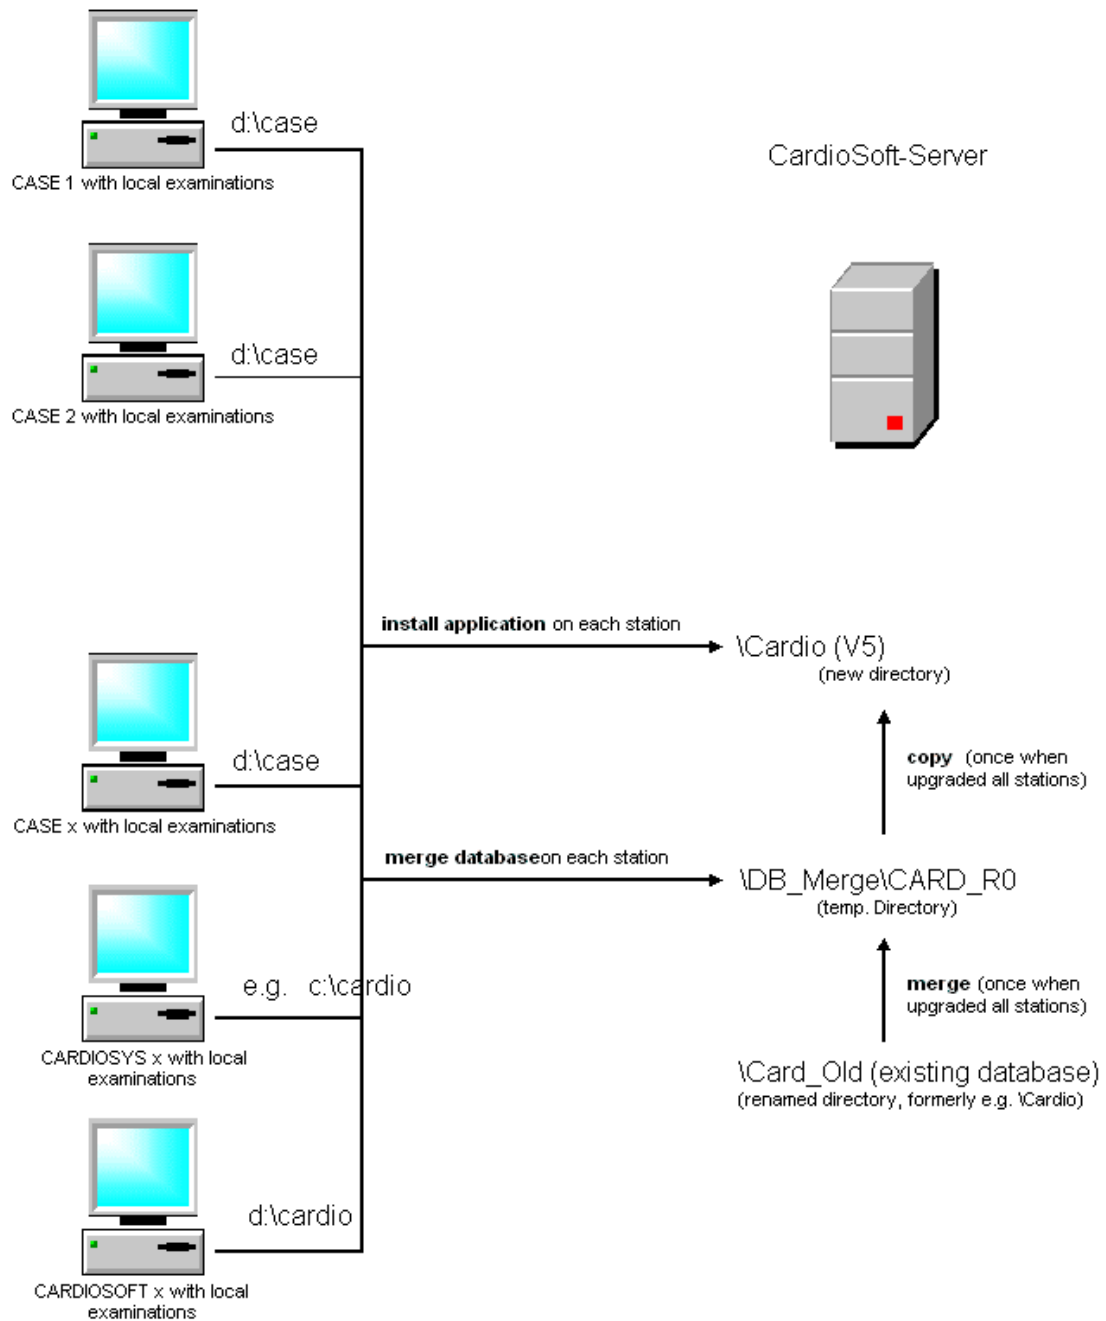 d:\case
CASE 1 with local examinations
CardioSoft-Server
d:\case
CASE 2 with local examinations
install application on each station
\Cardio (V5)
(new directory)
d:\case
CASE x with local examinations
copy (once when
upgraded all stations)
merge databaseon each station
\DB_Merge\CARD_R0
(temp. Directory)
e.g. c:\cardio
CARDIOSYS x with local
examinations
merge (once when
upgraded all stations)
\Card_Old (existing database)
(renamed directory, formerly e.g. \Cardio)
d:\cardio
CARDIOSOFT x with local
examinations